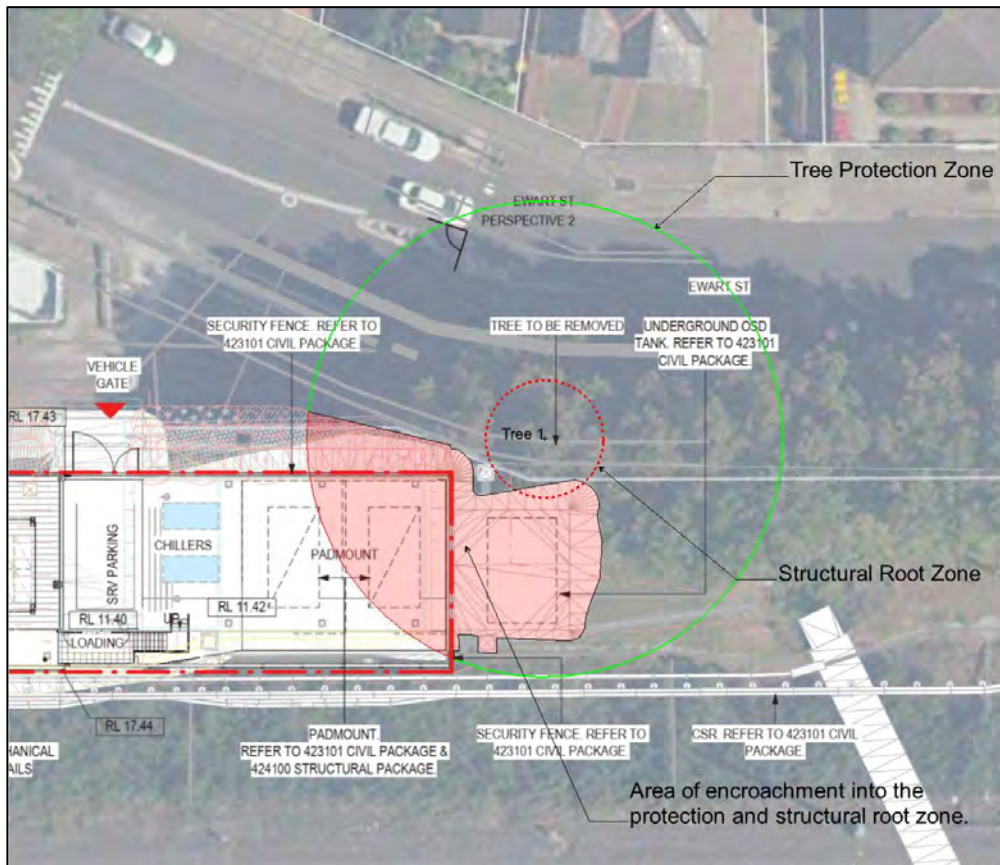 Tree Protection Zone
EWART ST
PERSPECTIVE 2
EWART ST
SECURITY FENCE. REFER TO
423101 CIVIL PACKAGE
TREE TO BE REMOVED
UNDERGROUND OSD
TANK. REFER TO 423101
CIVIL PACKAGE.
VEHICLE
GATE
RL 17.43
Tree 1.
SRV PARKING
CHILLERS
PADMOUNT
Structural Root Zone
RL 11.42
RL 11.40
UP
LOADING
RL 17.44
HANICAL
AILS
PADMOUNT.
REFER TO 423101 CIVIL PACKAGE &
424100 STRUCTURAL PACKAGE.
SECURITY FENCE. REFER TO
423101 CIVIL PACKAGE
CSR. REFER TO 423101 CIVIL
PACKAGE
Area of encroachment into the
protection and structural root zone.